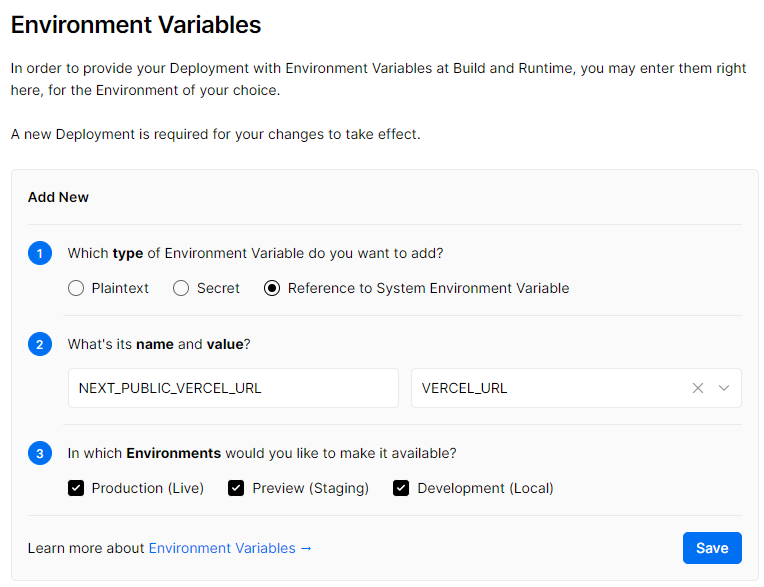 Environment Variables
In order to provide your Deployment with Environment Variables at Build and Runtime, you may enter them right
here, for the Environment of your choice.
A new Deployment is required for your changes to take effect.
Add New
1 Which type of Environment Variable do you want to add?
Plaintext Secret Reference to System Environment Variable
2 What's its name and value?
NEXT_PUBLIC_VERCEL_URL VERCEL_URL
3 In which Environments would you like to make it available?
Production (Live) Preview (Staging) Development (Local)
Learn more about Environment Variables → Save